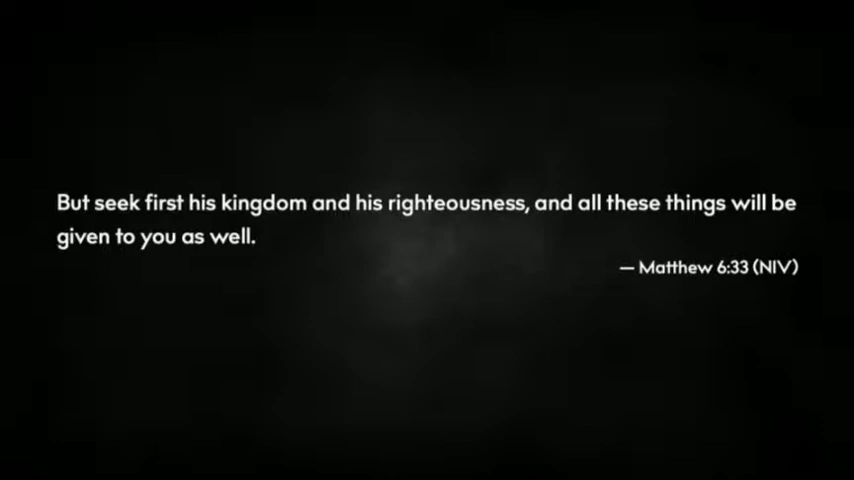 But seek first his kingdom and his righteousness, and all these things will be
given to you as well.
— Matthew 6:33 (NIV)